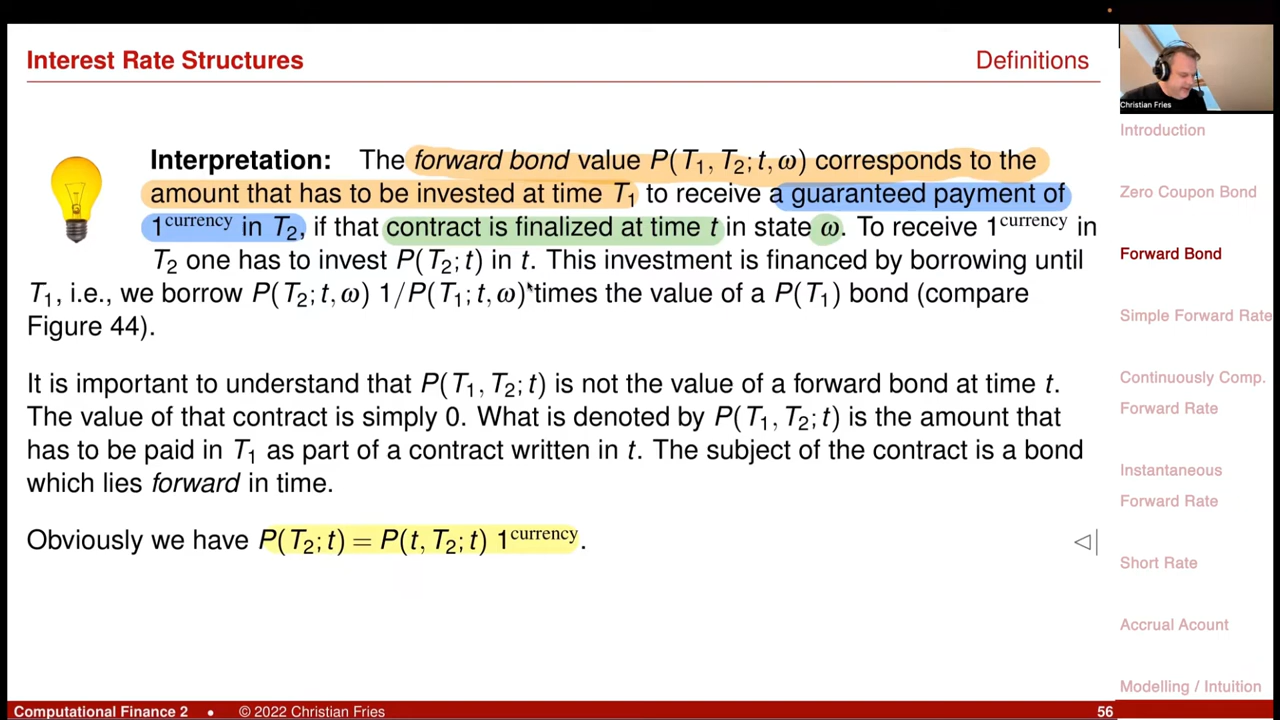 Interest Rate Structures
Definitions
Christian Fries
Interpretation: The forward bond value P(T₁, T₂; t, ω) corresponds to the
amount that has to be invested at time T₁ to receive a guaranteed payment of
1^currency in T₂, if that contract is finalized at time t in state ω. To receive 1^currency in
T₂ one has to invest P(T₂; t) in t. This investment is financed by borrowing until
T₁, i.e., we borrow P(T₂; t, ω) 1/P(T₁; t, ω) times the value of a P(T₁) bond (compare
Figure 44).
It is important to understand that P(T₁, T₂; t) is not the value of a forward bond at time t.
The value of that contract is simply 0. What is denoted by P(T₁, T₂; t) is the amount that
has to be paid in T₁ as part of a contract written in t. The subject of the contract is a bond
which lies forward in time.
Obviously we have P(T₂; t) = P(t, T₂; t) 1^currency.
◁|
Introduction
Zero Coupon Bond
Forward Bond
Simple Forward Rate
Continuously Comp.
Forward Rate
Instantaneous
Forward Rate
Short Rate
Accrual Acount
Modelling / Intuition
Computational Finance 2 • © 2022 Christian Fries
56